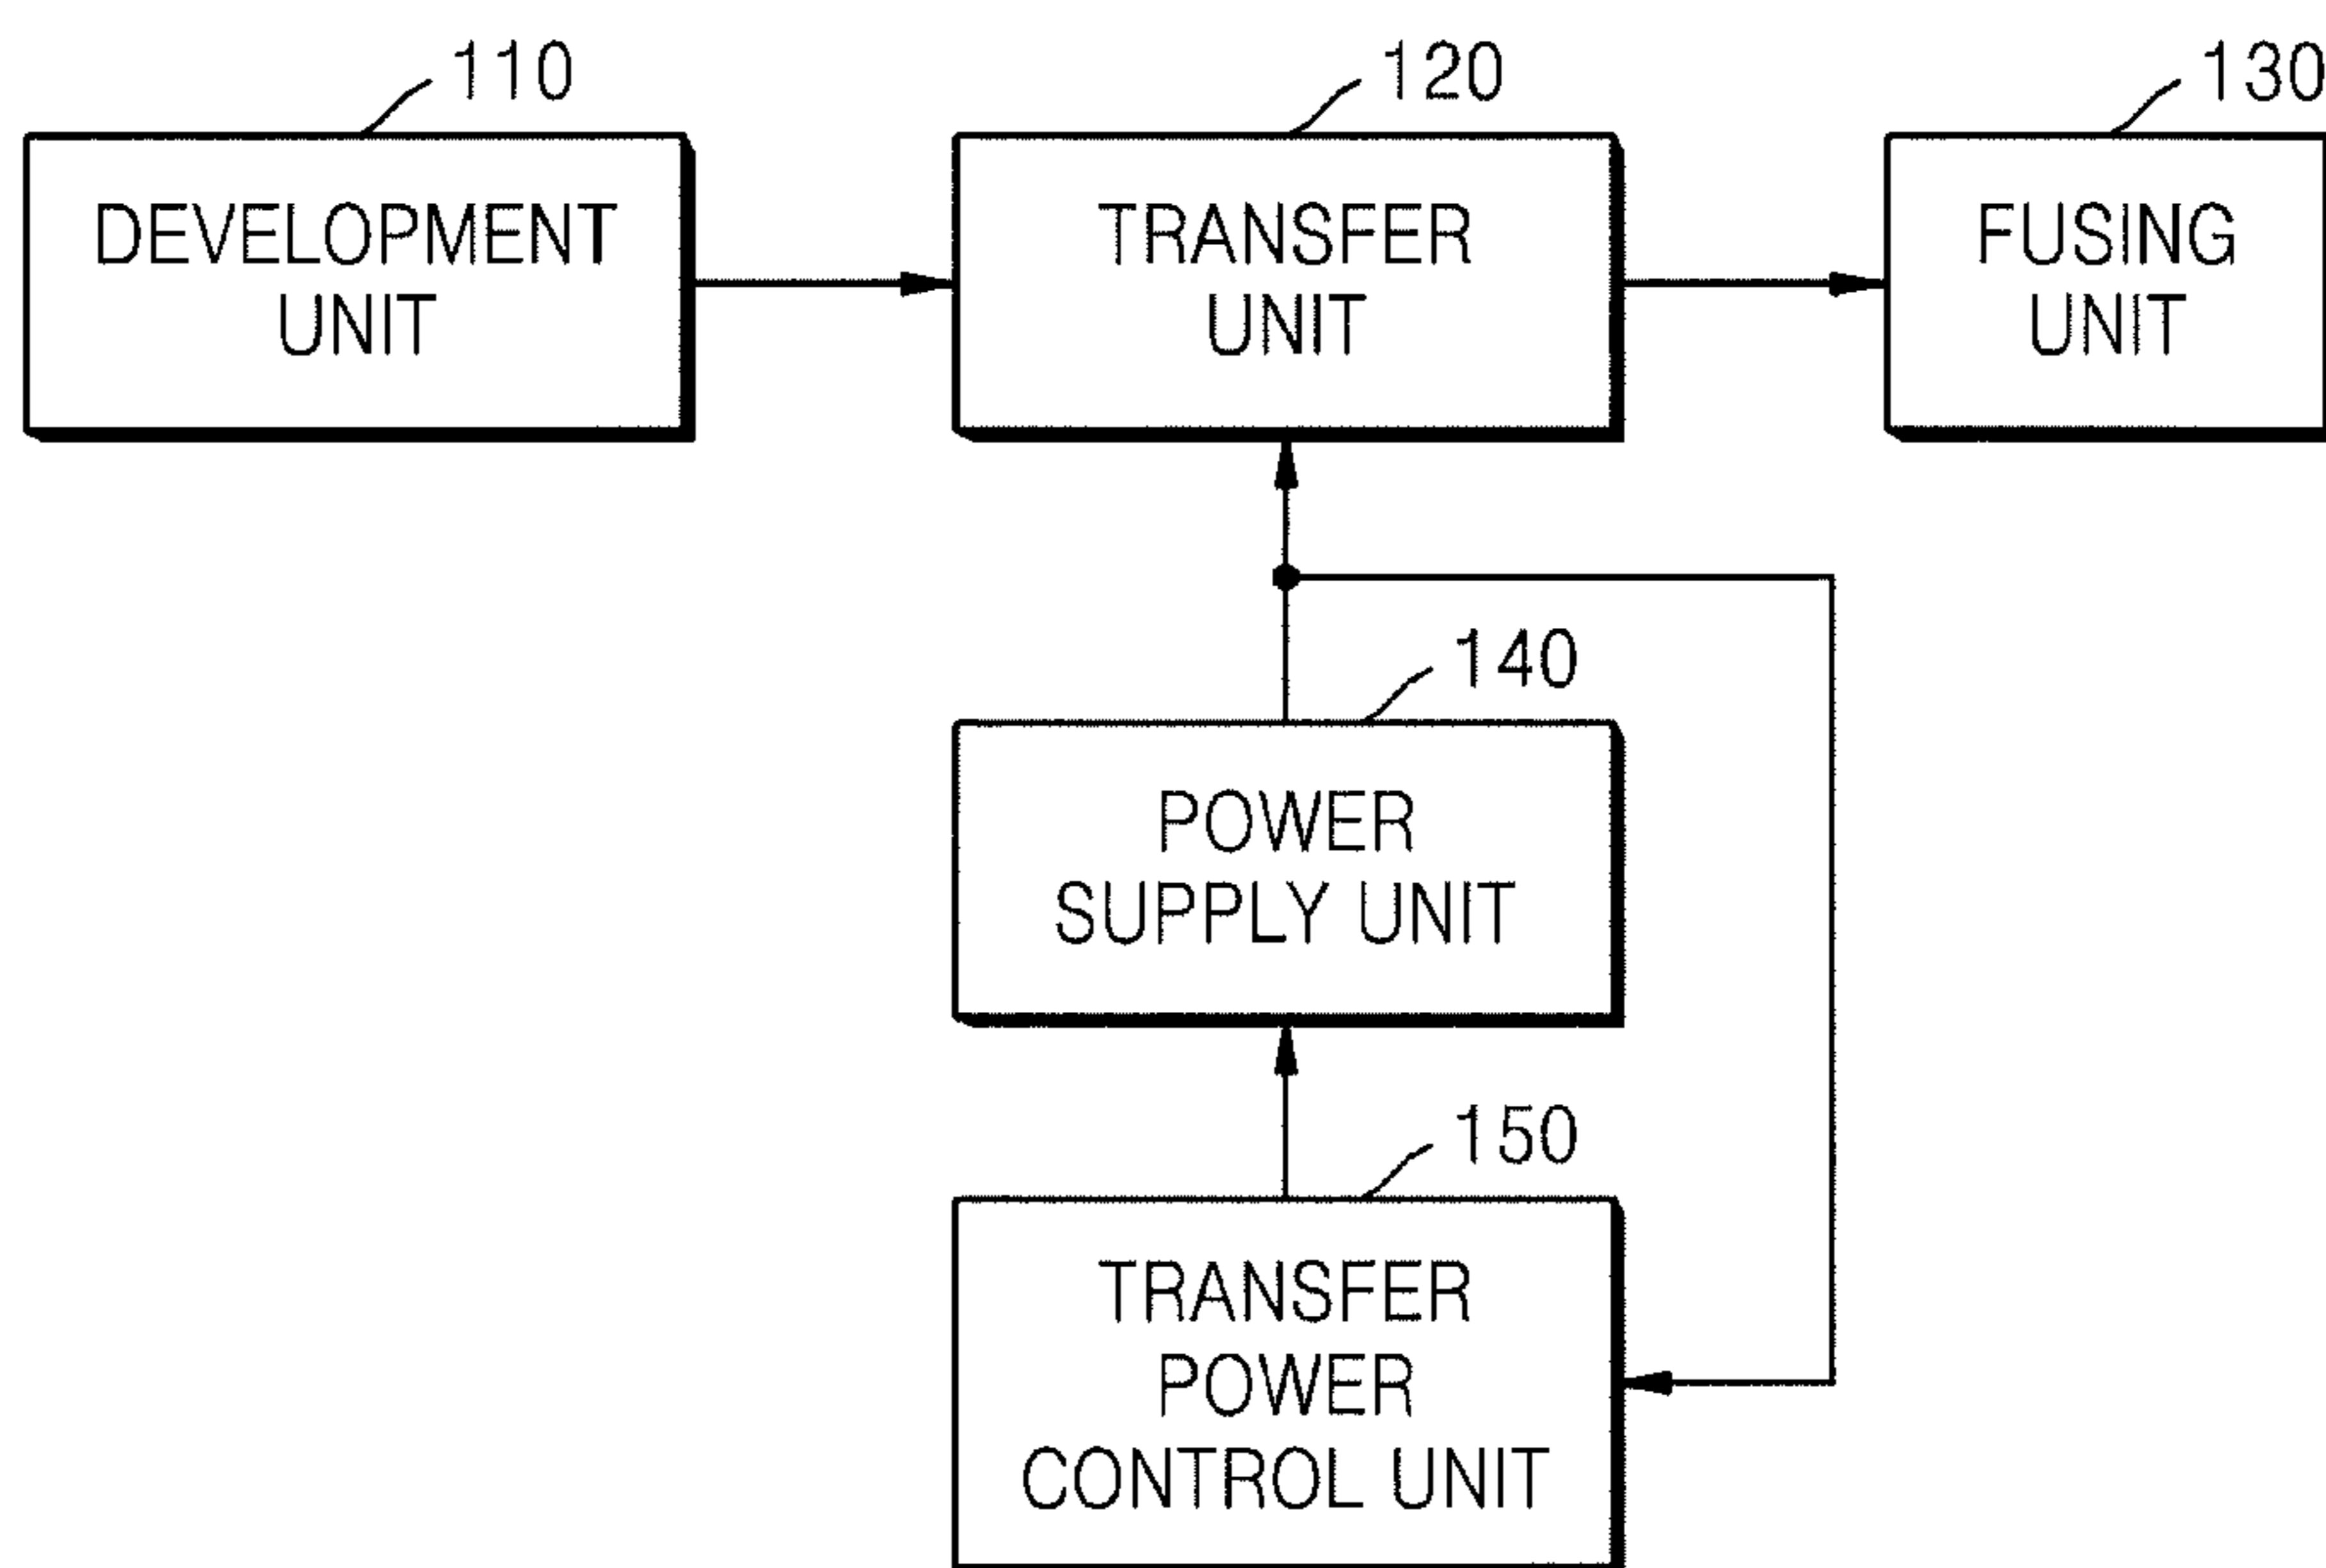 110
120
130
DEVELOPMENT
UNIT
TRANSFER
UNIT
FUSING
UNIT
140
POWER
SUPPLY UNIT
150
TRANSFER
POWER
CONTROL UNIT